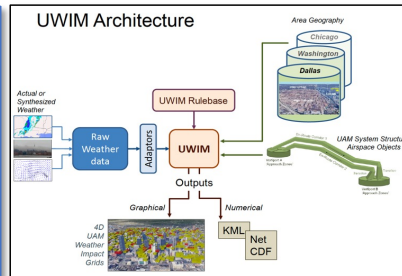 UWIM Architecture
Area Geography
Chicago
Washington
Dallas
Actual or
Synthesized
Weather
UWIM Rulebase
Raw
Weather
data
Adaptors
UWIM
UAM System Structu
Airspace Objects
Outputs
Graphical
Numerical
4D
UAM
Weather
Impact
Grids
KML
Net
CDF